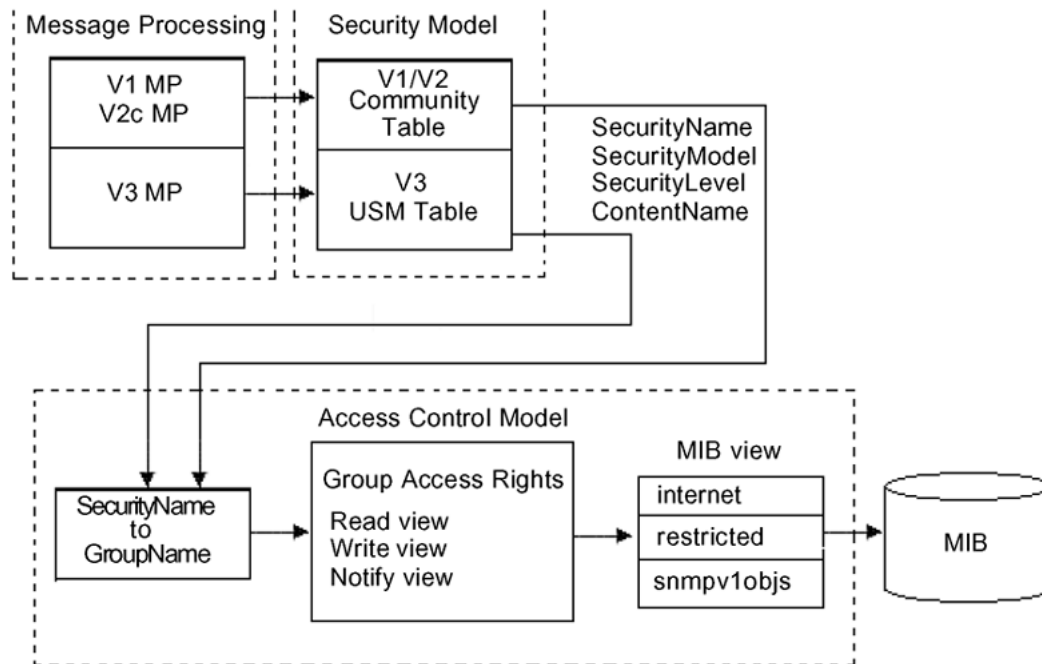 Message Processing
V1 MP
V2c MP
V3 MP
Security Model
V1/V2
Community
Table
V3
USM Table
SecurityName
SecurityModel
SecurityLevel
ContentName
Access Control Model
SecurityName
to
GroupName
Group Access Rights
Read view
Write view
Notify view
MIB view
internet
restricted
snmpv1objs
MIB